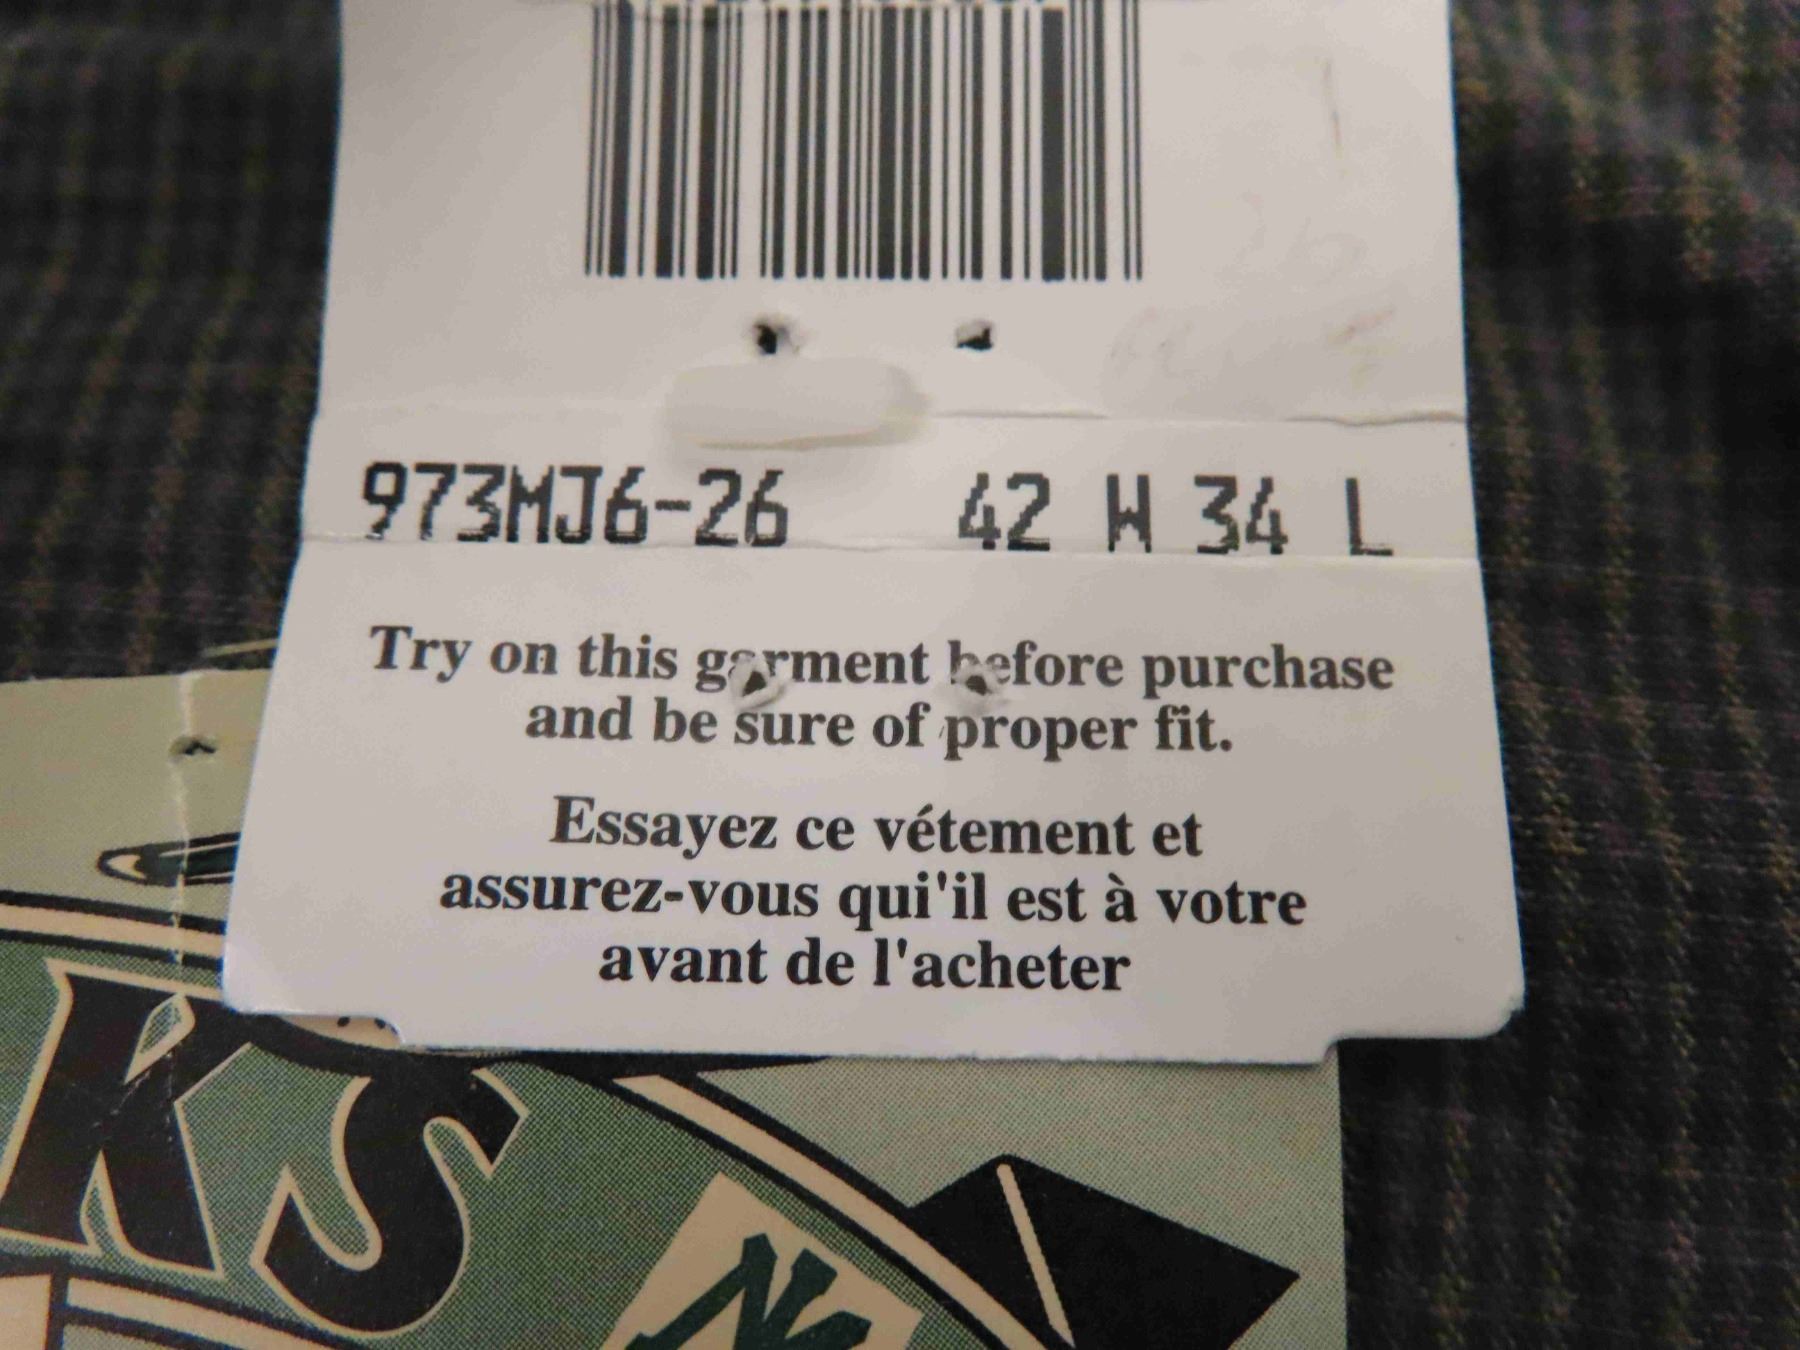 973MJ6-26 42 W 34 L
Try on this garment before purchase
and be sure of proper fit.
Essayez ce vétement et
assurez-vous qui'il est à votre
avant de l'acheter
KS